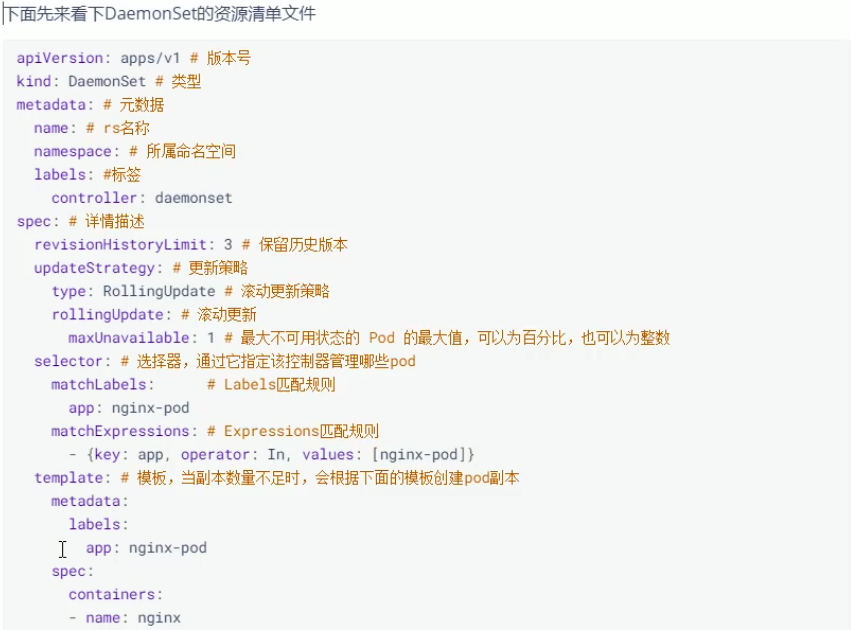 下面先来看下DaemonSet的资源清单文件
apiVersion: apps/v1 # 版本号
kind: DaemonSet # 类型
metadata: # 元数据
  name: # rs名称
  namespace: # 所属命名空间
  labels: #标签
    controller: daemonset
spec: # 详情描述
  revisionHistoryLimit: 3 # 保留历史版本
  updateStrategy: # 更新策略
    type: RollingUpdate # 滚动更新策略
    rollingUpdate: # 滚动更新
      maxUnavailable: 1 # 最大不可用状态的 Pod 的最大值，可以为百分比，也可以为整数
  selector: # 选择器，通过它指定该控制器管理哪些pod
    matchLabels:      # Labels匹配规则
      app: nginx-pod
    matchExpressions: # Expressions匹配规则
      - {key: app, operator: In, values: [nginx-pod]}
  template: # 模板，当副本数量不足时，会根据下面的模板创建pod副本
    metadata:
      labels:
        app: nginx-pod
    spec:
      containers:
      - name: nginx